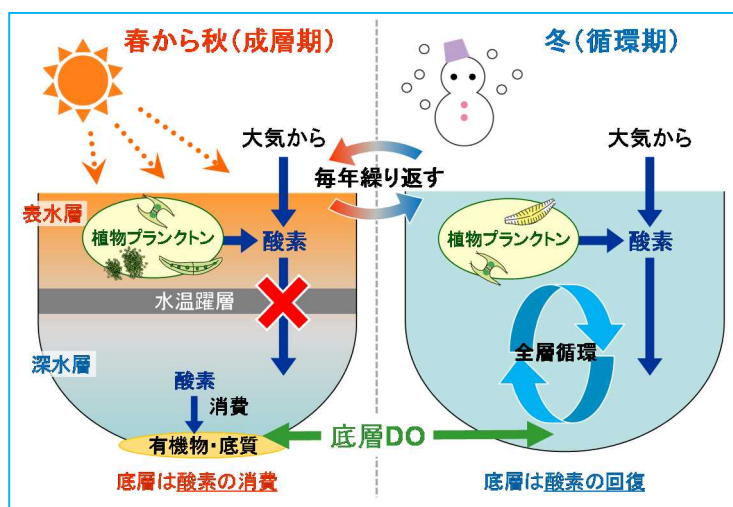 春から秋(成層期)
冬(循環期)
大気から
大気から
毎年繰り返す
表水層
植物プランクトン
酸素
植物プランクトン
酸素
水温躍層
深水層
全層循環
酸素
消費
有機物・底質
底層DO
底層は酸素の消費
底層は酸素の回復